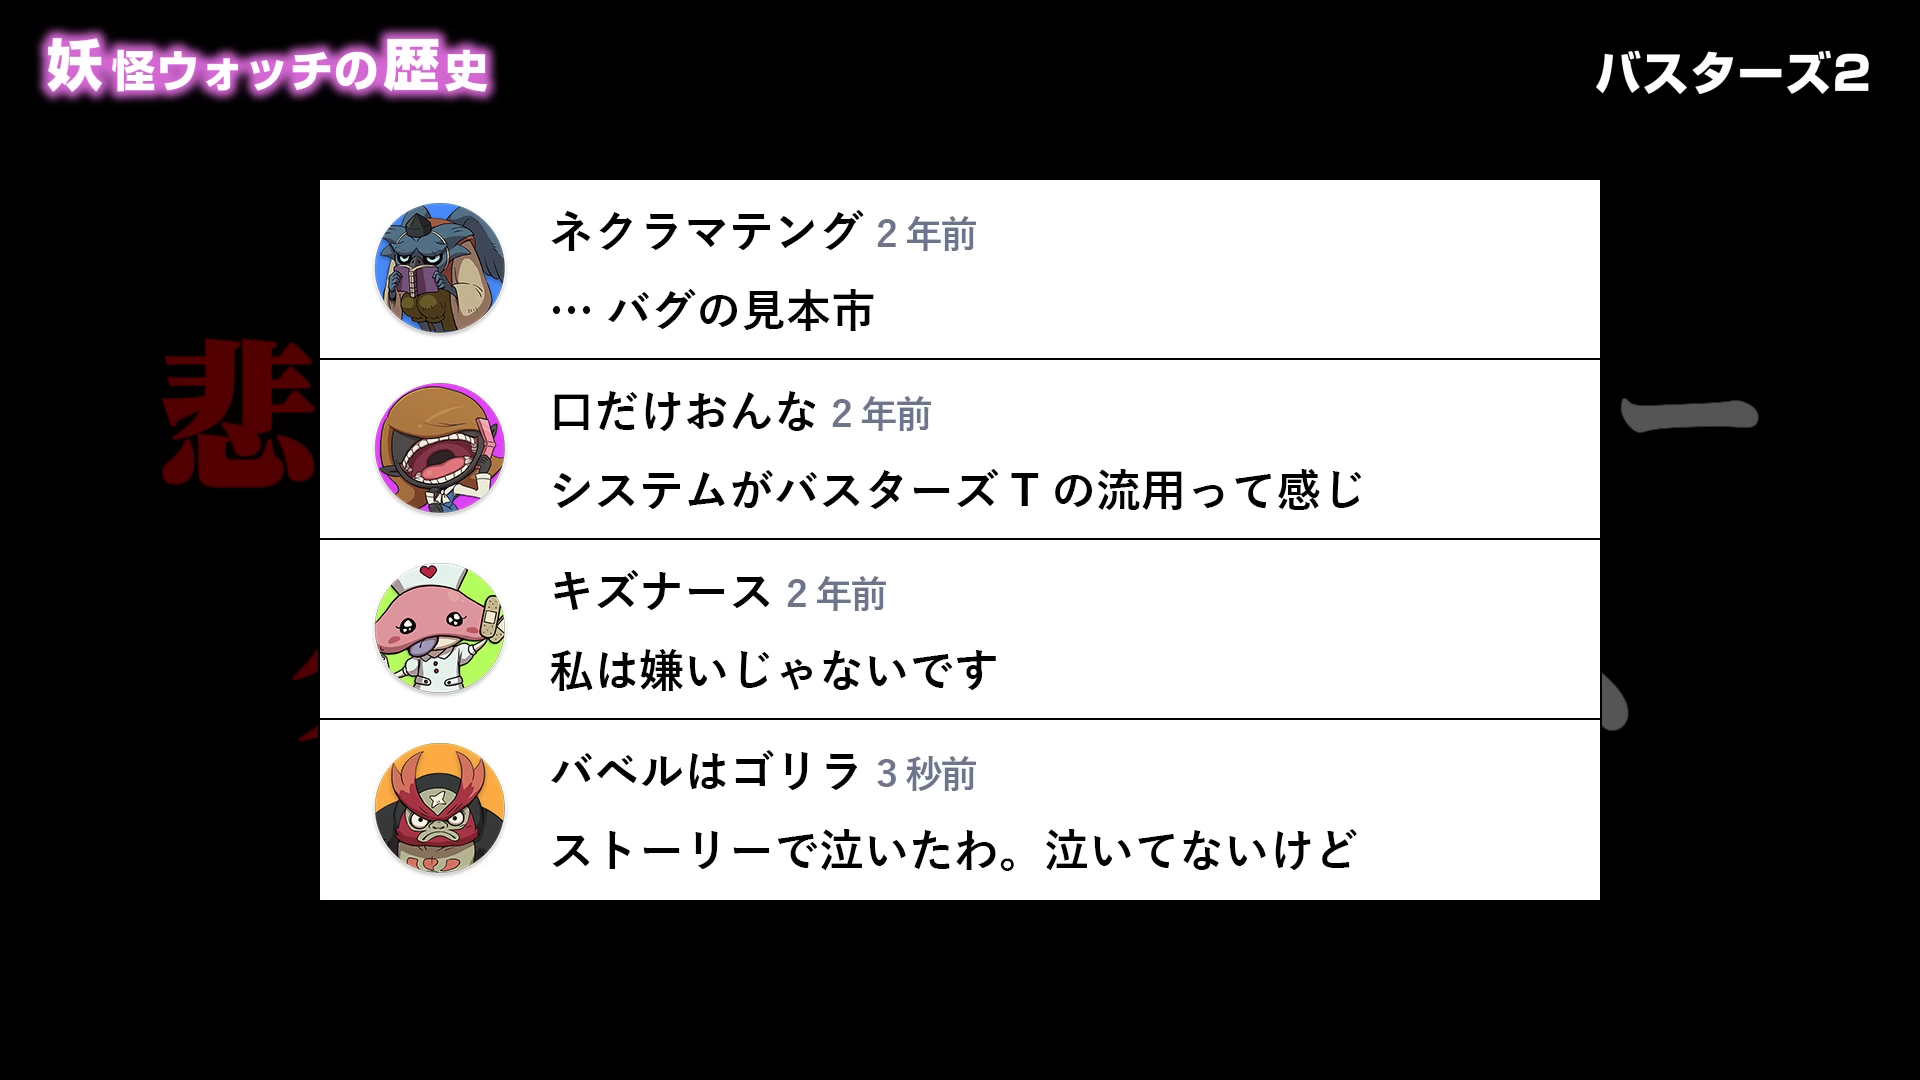 妖怪ウォッチの歴史
バスターズ2
ネクラマテング 2年前
… バグの見本市
口だけおんな 2年前
システムがバスターズTの流用って感じ
キズナース 2年前
私は嫌いじゃないです
バベルはゴリラ 3秒前
ストーリーで泣いたわ。泣いてないけど
悲
ー